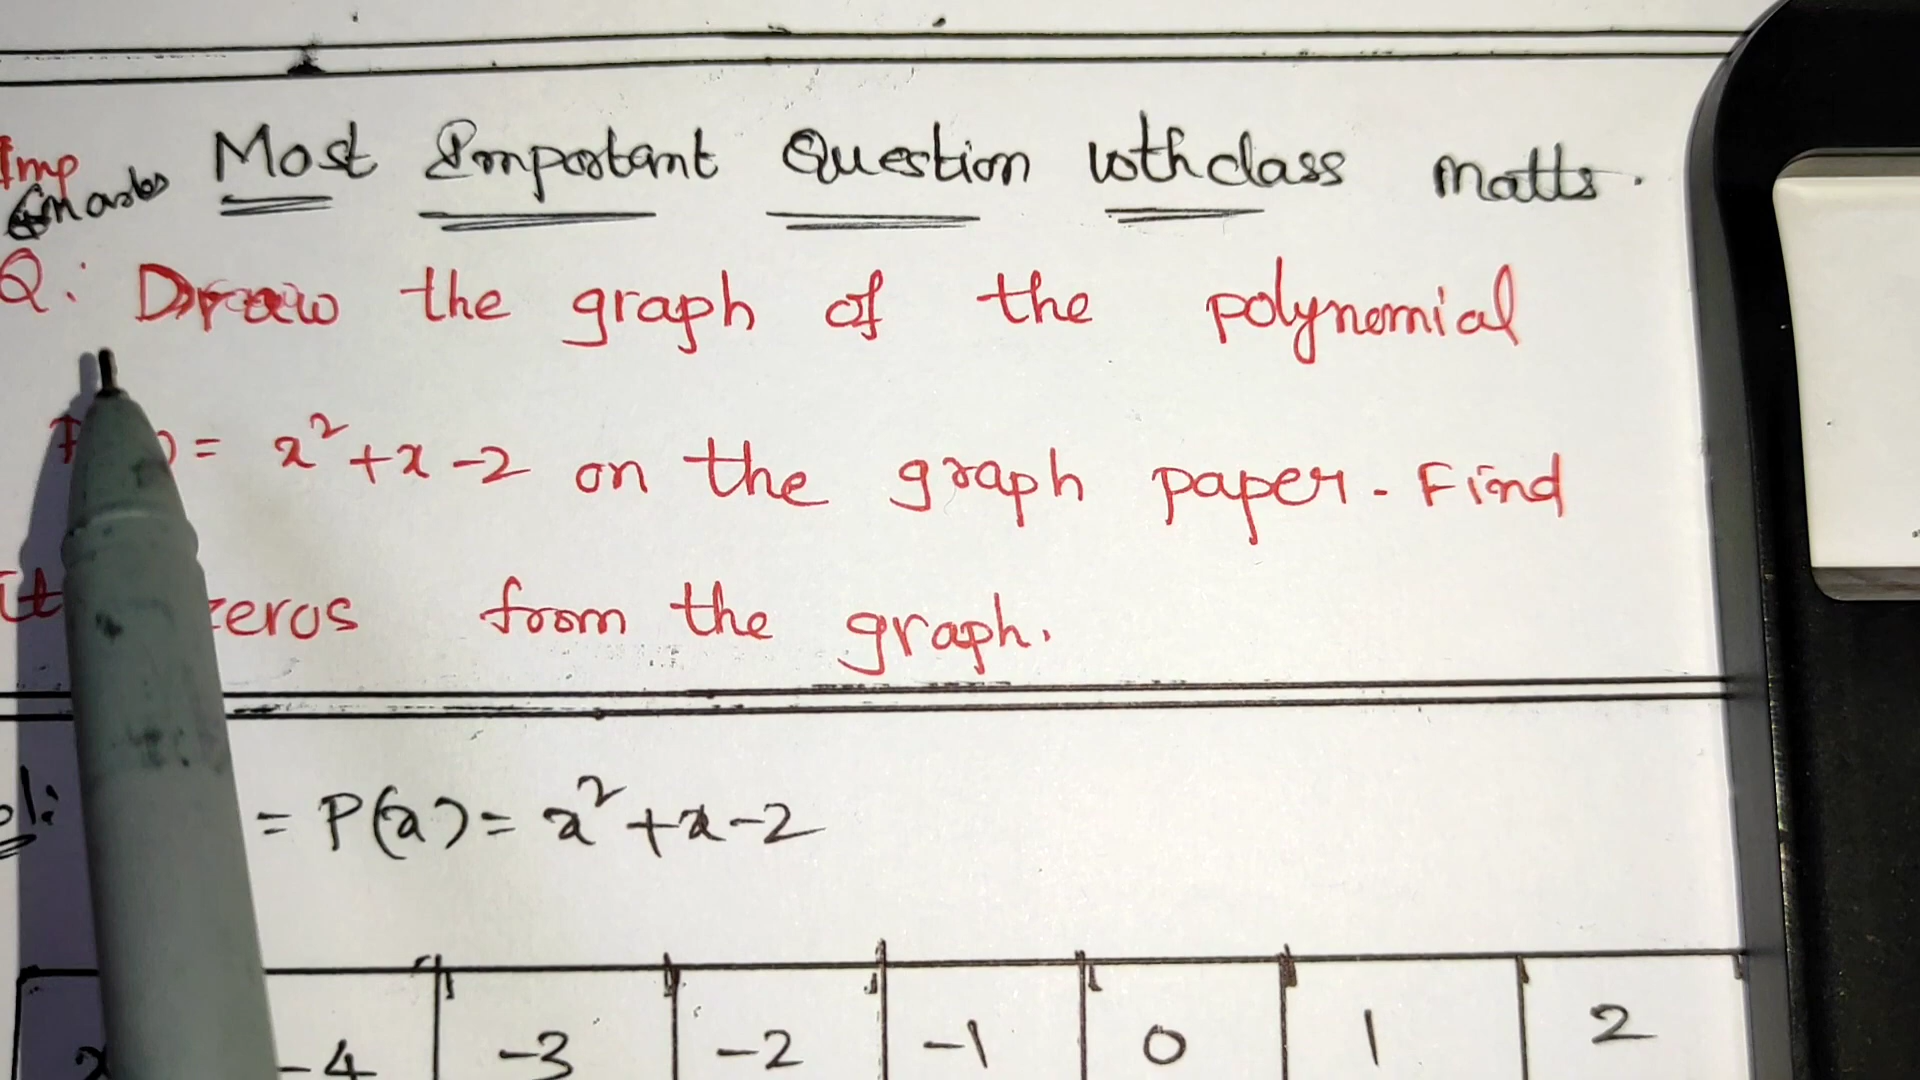 Imp
Most Important Question 10th class maths.
Q: Draw the graph of the polynomial
= x² + x - 2 on the graph paper. Find
zeros from the graph.
= P(x) = x² + x - 2
x -4 -3 -2 -1 0 1 2